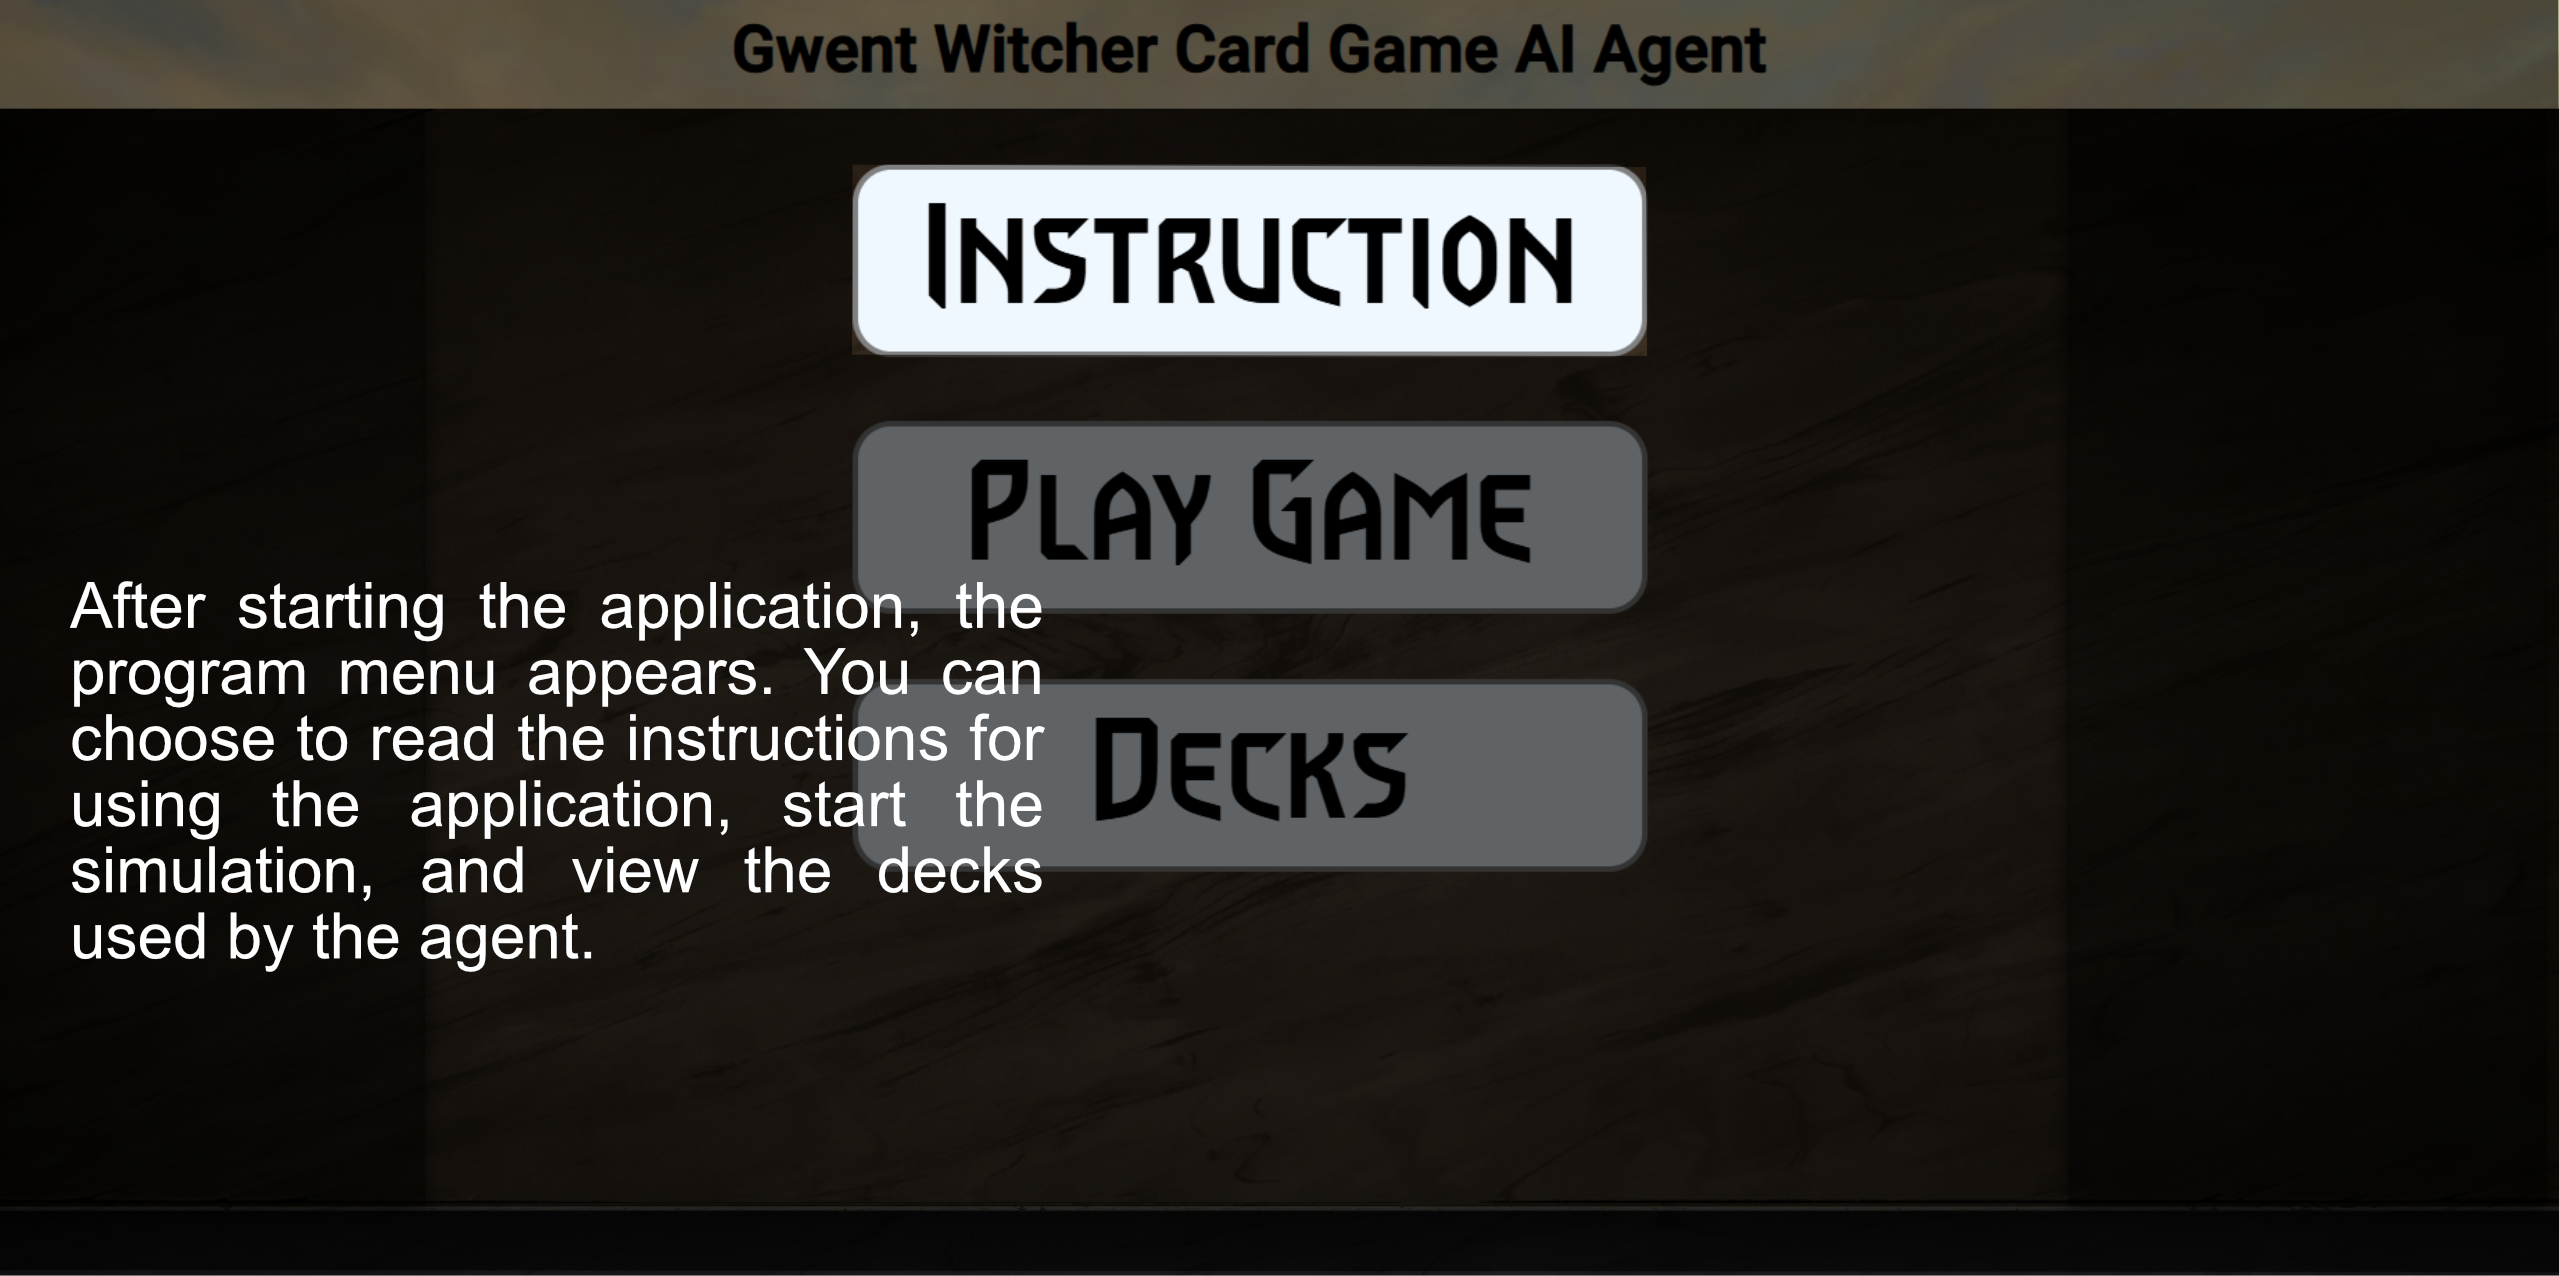 Gwent Witcher Card Game AI Agent
Instruction
Play Game
After starting the application, the
program menu appears. You can
choose to read the instructions for
using the application, start the
simulation, and view the decks
used by the agent.
Decks